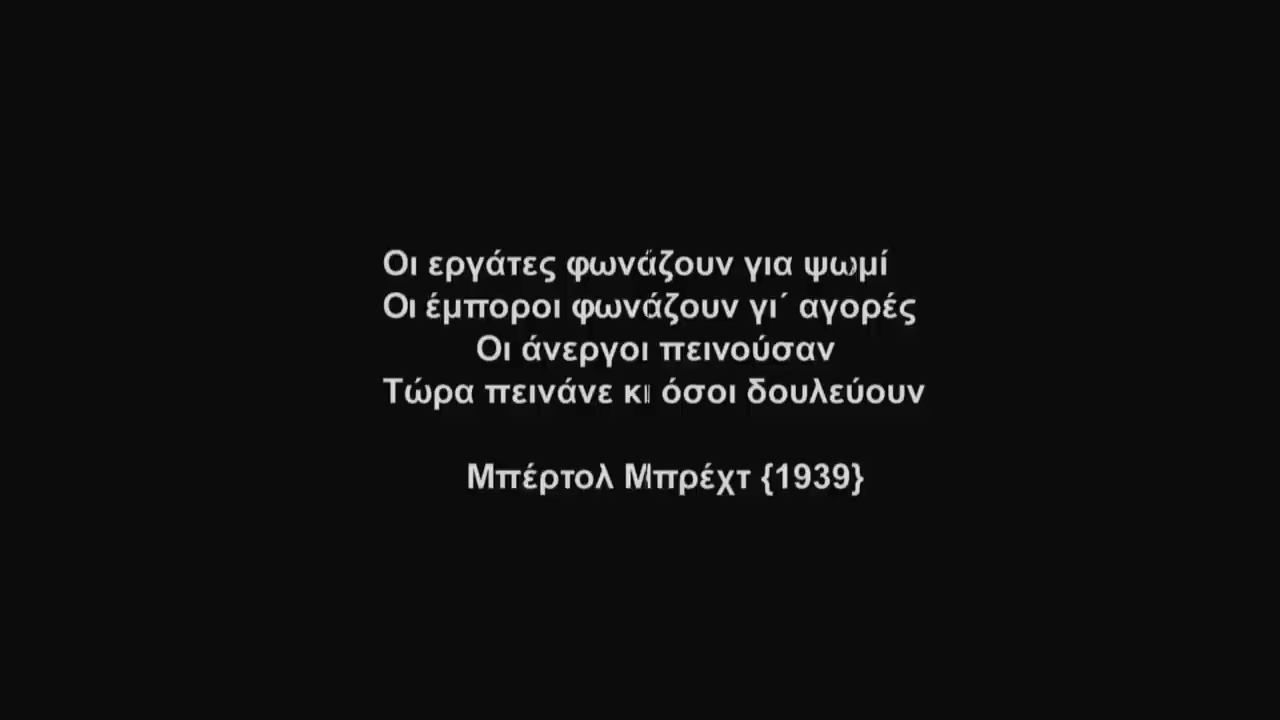 Οι εργάτες φωνάζουν για ψωμί
Οι έμποροι φωνάζουν γι΄ αγορές
Οι άνεργοι πεινούσαν
Τώρα πεινάνε κι όσοι δουλεύουν
Μπέρτολ Μπρέχτ {1939}